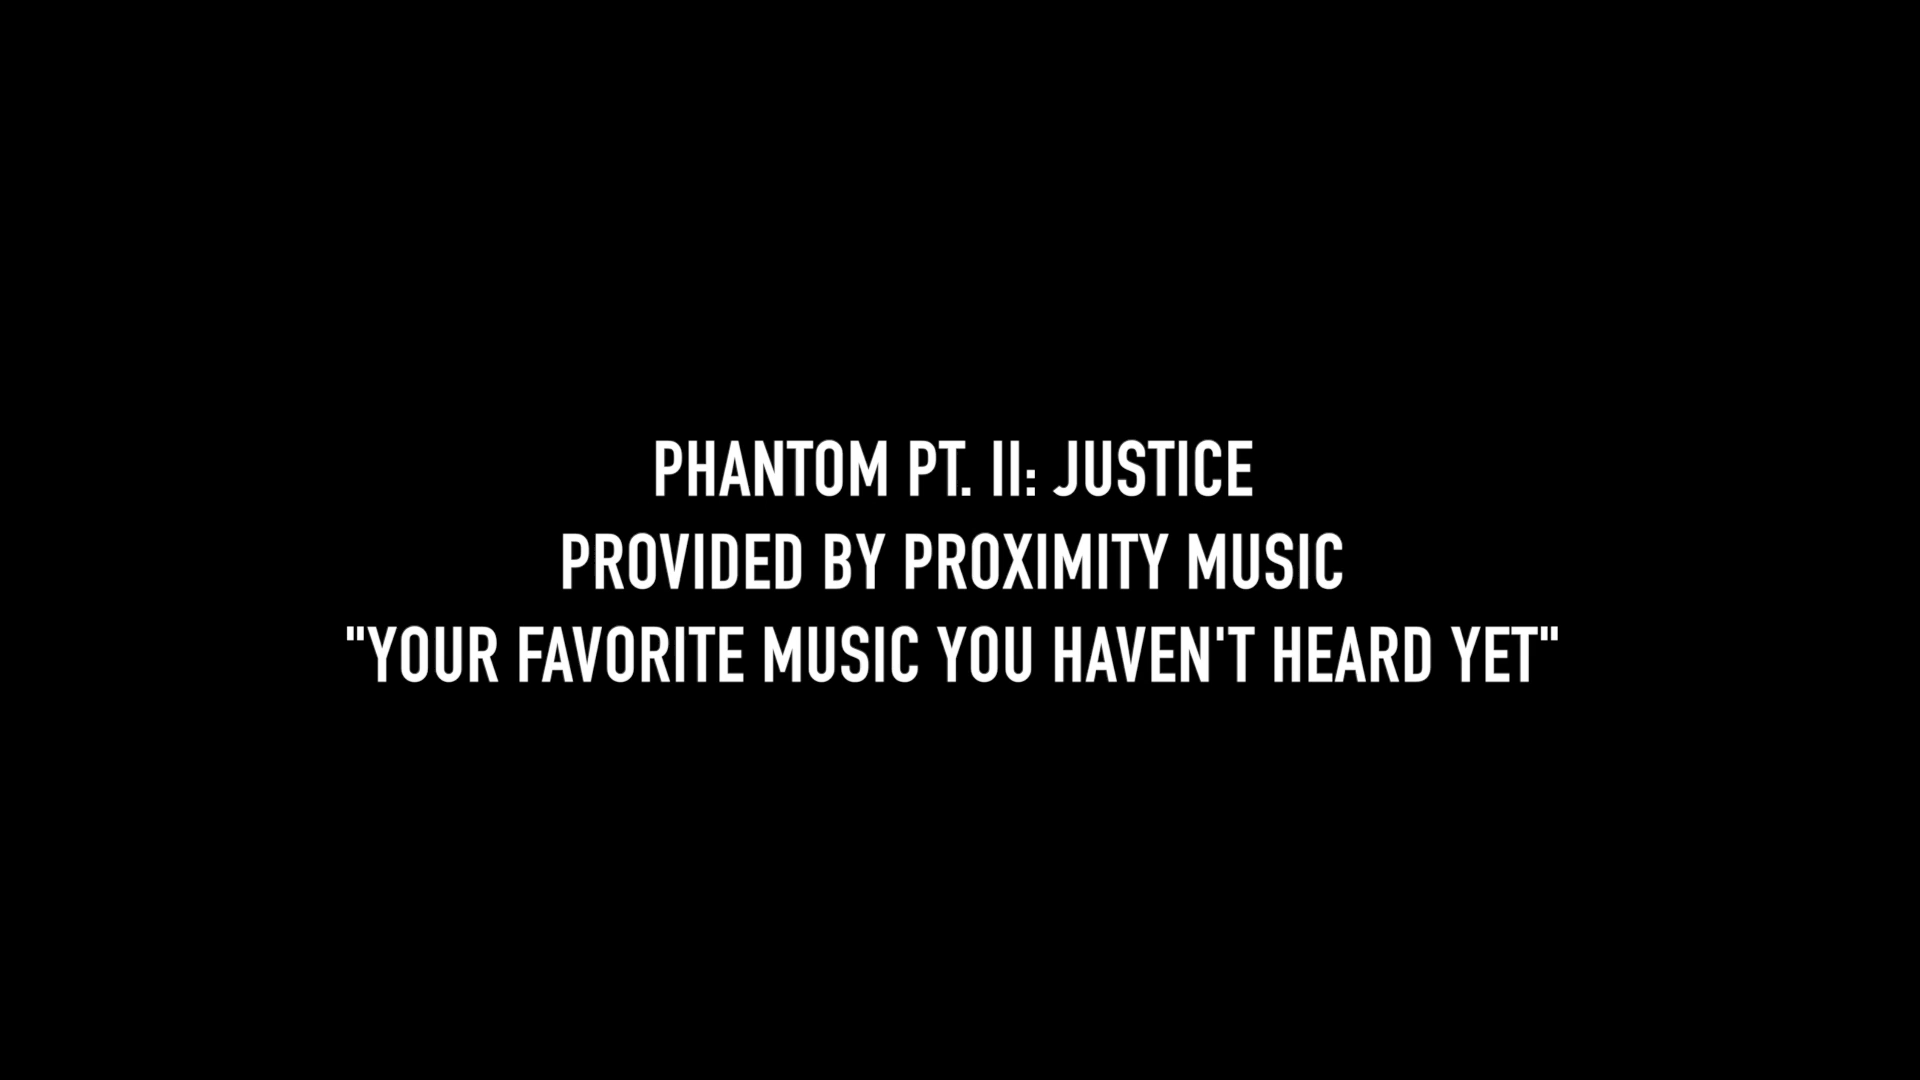 PHANTOM PT. II: JUSTICE
PROVIDED BY PROXIMITY MUSIC
"YOUR FAVORITE MUSIC YOU HAVEN'T HEARD YET"